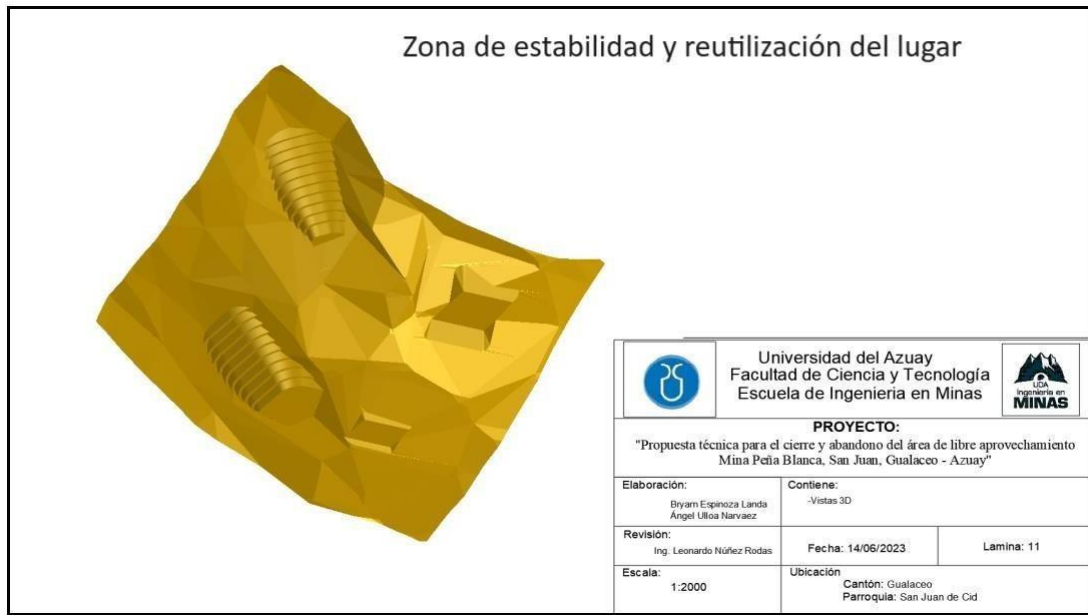 Zona de estabilidad y reutilización del lugar
Universidad del Azuay
Facultad de Ciencia y Tecnología
Escuela de Ingenieria en Minas
UDA
Ingeniería en
MINAS
PROYECTO:
"Propuesta técnica para el cierre y abandono del área de libre aprovechamiento
Mina Peña Blanca, San Juan, Gualaceo - Azuay"
Elaboración:
Bryam Espinoza Landa
Ángel Ulloa Narvaez
Contiene:
-Vistas 3D
Revisión:
Ing. Leonardo Núñez Rodas
Fecha: 14/06/2023
Lamina: 11
Escala:
1:2000
Ubicación
Cantón: Gualaceo
Parroquia: San Juan de Cid